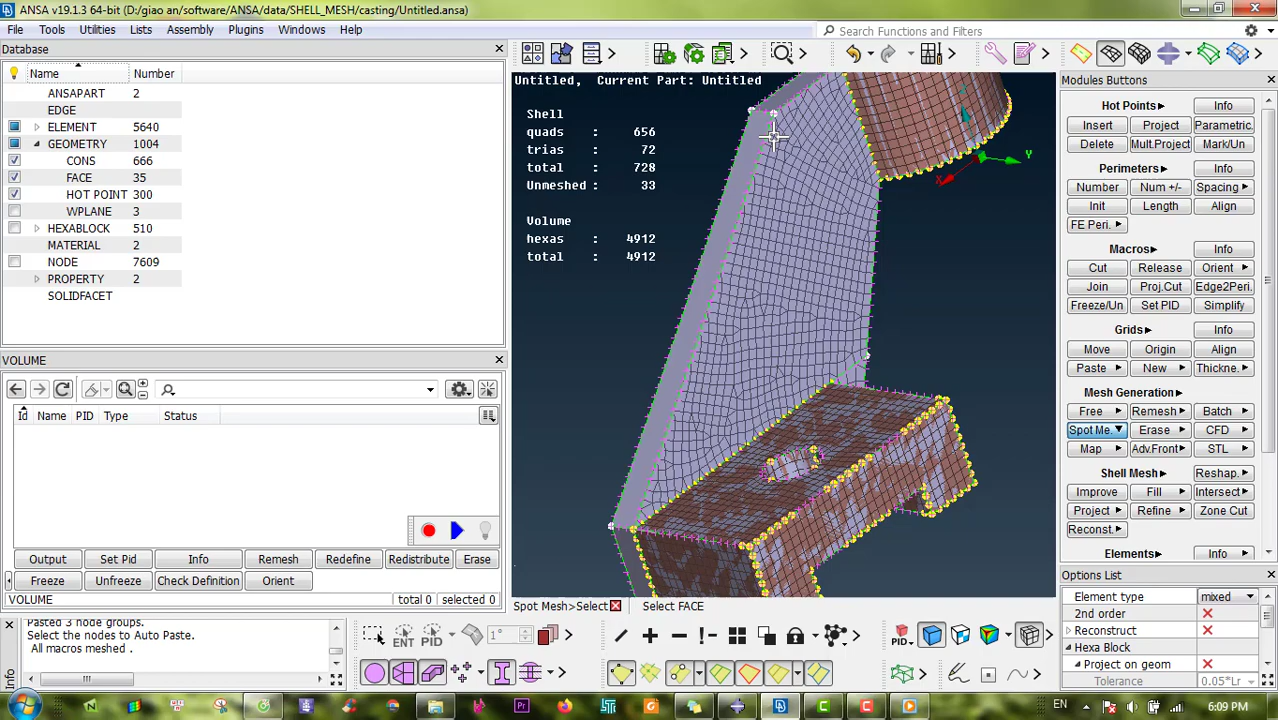 ANSA v19.1.3 64-bit (D:/giao an/software/ANSA/data/SHELL_MESH/casting/Untitled.ansa)
File Tools Utilities Lists Assembly Plugins Windows Help
Search Functions and Filters
Database
Name Number
ANSAPART 2
EDGE
ELEMENT 5640
GEOMETRY 1004
CONS 666
FACE 35
HOT POINT 300
WPLANE 3
HEXABLOCK 510
MATERIAL 2
NODE 7609
PROPERTY 2
SOLIDFACET
VOLUME
Id Name PID Type Status
Output Set Pid Info Remesh Redefine Redistribute Erase
Freeze Unfreeze Check Definition Orient
VOLUME total 0 selected 0
Info
Pasted 3 node groups.
Select the nodes to Auto Paste.
All macros meshed .
Untitled, Current Part: Untitled
Shell
quads : 656
trias : 72
total : 728
Unmeshed : 33
Volume
hexas : 4912
total : 4912
X Y
Spot Mesh>Select Select FACE
ENT PID 1° PID
Modules Buttons
Hot Points Info
Insert Project Parametric.
Delete Mult.Project Mark/Un
Perimeters Info
Number Num +/- Spacing
Init Length Align
FE Peri.
Macros Info
Cut Release Orient
Join Proj.Cut Edge2Peri.
Freeze/Un Set PID Simplify
Grids Info
Move Origin Align
Paste New Thickne.
Mesh Generation
Free Remesh Batch
Spot Me. Erase CFD
Map Adv.Front STL
Shell Mesh Reshap.
Improve Fill Intersect
Project Refine Zone Cut
Reconst.
Elements Info
Options List
Element type mixed
2nd order
Reconstruct
Hexa Block
Project on geom
Tolerance 0.05*Lr
EN 6:09 PM